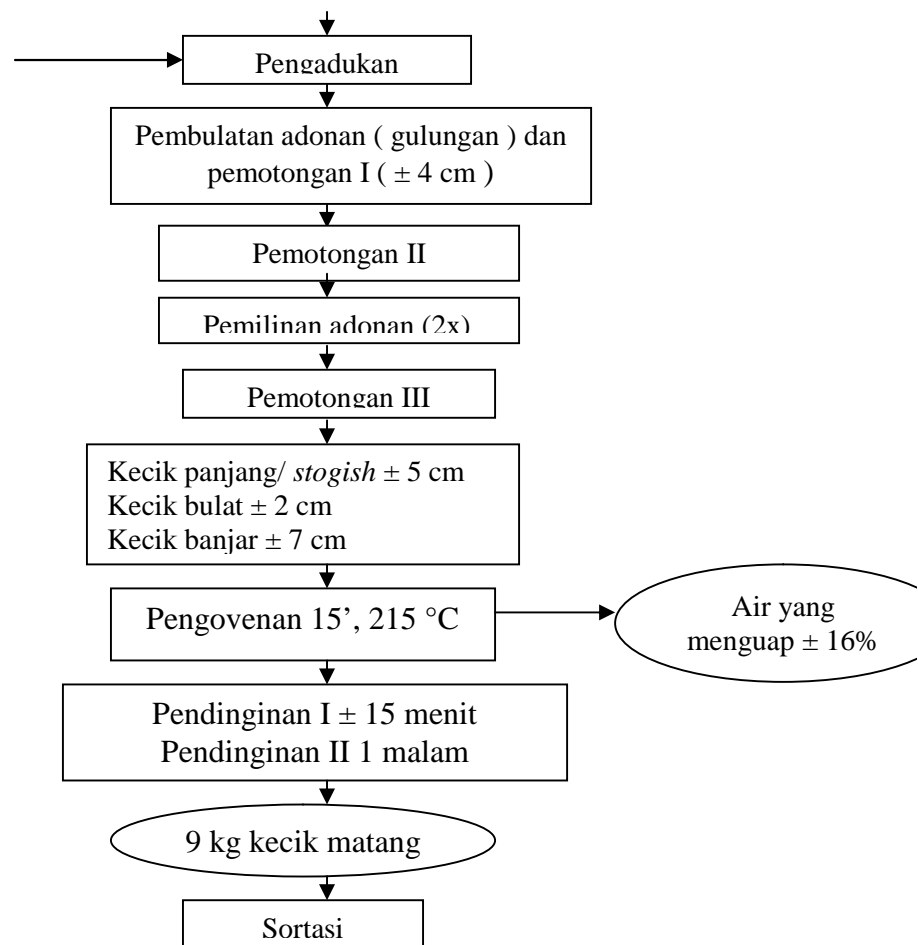 Pengadukan
Pembulatan adonan ( gulungan ) dan
pemotongan I ( ± 4 cm )
Pemotongan II
Pemilinan adonan (2x)
Pemotongan III
Kecik panjang/ stogish ± 5 cm
Kecik bulat ± 2 cm
Kecik banjar ± 7 cm
Pengovenan 15’, 215 °C
Air yang
menguap ± 16%
Pendinginan I ± 15 menit
Pendinginan II 1 malam
9 kg kecik matang
Sortasi